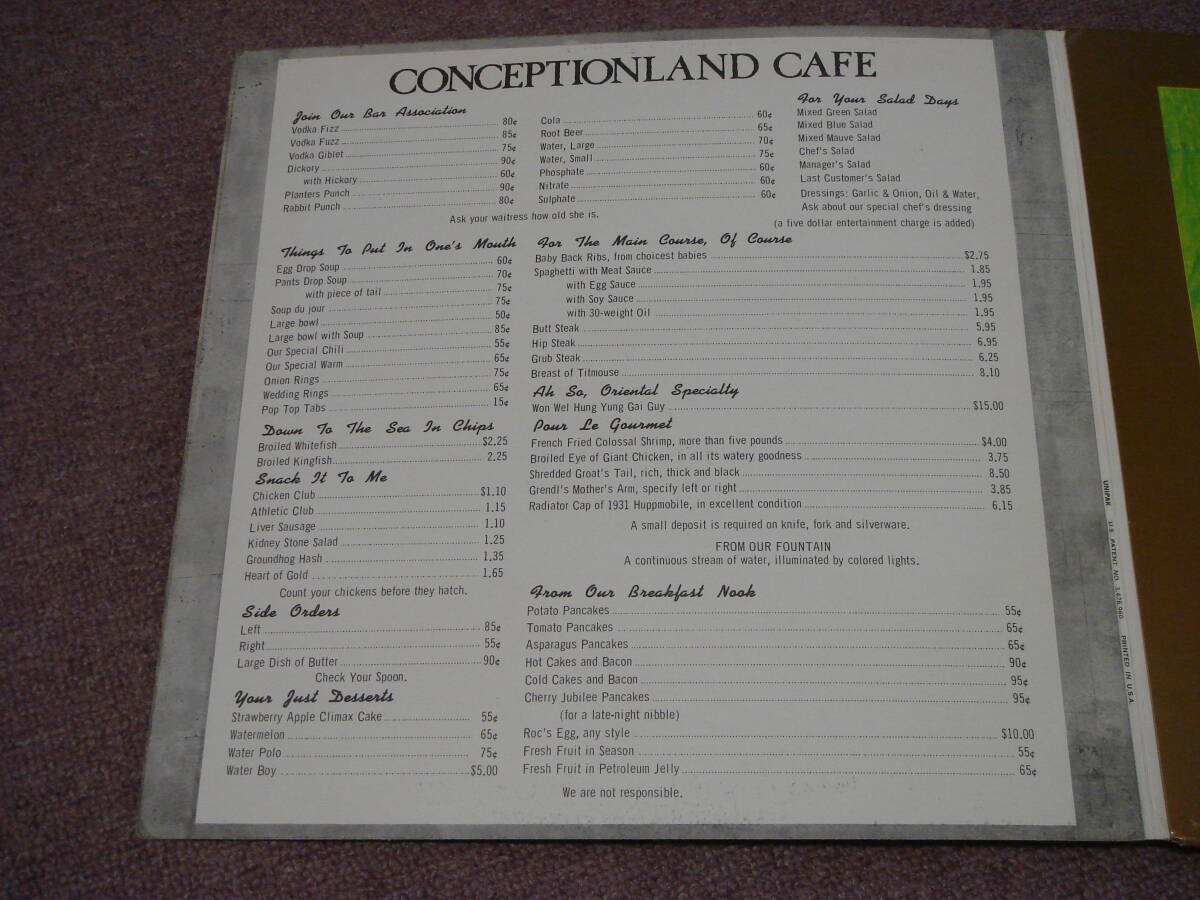 CONCEPTIONLAND CAFE
Join Our Bar Association
Vodka Fizz 80¢
Vodka Fuzz 85¢
Vodka Giblet 75¢
Dickory 90¢
with Hickory 60¢
Planters Punch 90¢
Rabbit Punch 80¢
Cola 60¢
Root Beer 65¢
Water, Large 70¢
Water, Small 75¢
Phosphate 60¢
Nitrate 60¢
Sulphate 60¢
Ask your waitress how old she is.
For Your Salad Days
Mixed Green Salad
Mixed Blue Salad
Mixed Mauve Salad
Chef's Salad
Manager's Salad
Last Customer's Salad
Dressings: Garlic & Onion, Oil & Water,
Ask about our special chef's dressing
(a five dollar entertainment charge is added)
Things To Put In One's Mouth
Egg Drop Soup 60¢
Pants Drop Soup 70¢
with piece of tail 75¢
Soup du jour 75¢
Large bowl 50¢
Large bowl with Soup 85¢
Our Special Chili 55¢
Our Special Warm 65¢
Onion Rings 75¢
Wedding Rings 65¢
Pop Top Tabs 15¢
Down To The Sea In Chips
Broiled Whitefish $2.25
Broiled Kingfish 2.25
Snack It To Me
Chicken Club $1.10
Athletic Club 1.15
Liver Sausage 1.10
Kidney Stone Salad 1.25
Groundhog Hash 1.35
Heart of Gold 1.65
Count your chickens before they hatch.
Side Orders
Left 85¢
Right 55¢
Large Dish of Butter 90¢
Check Your Spoon.
Your Just Desserts
Strawberry Apple Climax Cake 55¢
Watermelon 65¢
Water Polo 75¢
Water Boy $5.00
For The Main Course, Of Course
Baby Back Ribs, from choicest babies $2.75
Spaghetti with Meat Sauce 1.85
with Egg Sauce 1.95
with Soy Sauce 1.95
with 30-weight Oil 1.95
Butt Steak 5.95
Hip Steak 6.95
Grub Steak 6.25
Breast of Titmouse 8.10
Ah So, Oriental Specialty
Won Wel Hung Yung Gai Guy $15.00
Pour Le Gourmet
French Fried Colossal Shrimp, more than five pounds $4.00
Broiled Eye of Giant Chicken, in all its watery goodness 3.75
Shredded Groat's Tail, rich, thick and black 8.50
Grendl's Mother's Arm, specify left or right 3.85
Radiator Cap of 1931 Huppmobile, in excellent condition 6.15
A small deposit is required on knife, fork and silverware.
FROM OUR FOUNTAIN
A continuous stream of water, illuminated by colored lights.
From Our Breakfast Nook
Potato Pancakes 55¢
Tomato Pancakes 65¢
Asparagus Pancakes 65¢
Hot Cakes and Bacon 90¢
Cold Cakes and Bacon 95¢
Cherry Jubilee Pancakes 95¢
(for a late-night nibble)
Roc's Egg, any style $10.00
Fresh Fruit in Season 55¢
Fresh Fruit in Petroleum Jelly 65¢
We are not responsible.
UNIPAK U.S. PATENT NO. PRINTED IN U.S.A.